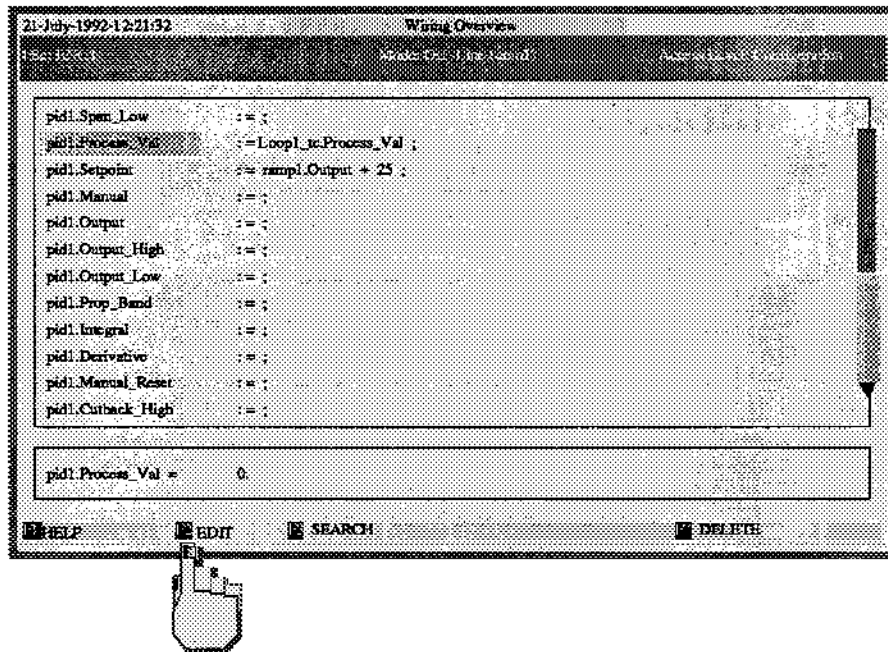 21-July-1992-12:21:32 Wiring Overview
pid1.Span_Low := ;
pid1.Process_Val :=Loop1_tc.Process_Val ;
pid1.Setpoint := ramp1.Output + 25 ;
pid1.Manual := ;
pid1.Output := ;
pid1.Output_High := ;
pid1.Output_Low := ;
pid1.Prop_Band := ;
pid1.Integral := ;
pid1.Derivative := ;
pid1.Manual_Reset := ;
pid1.Cutback_High := ;
pid1.Process_Val = 0.
HELP EDIT SEARCH DELETE